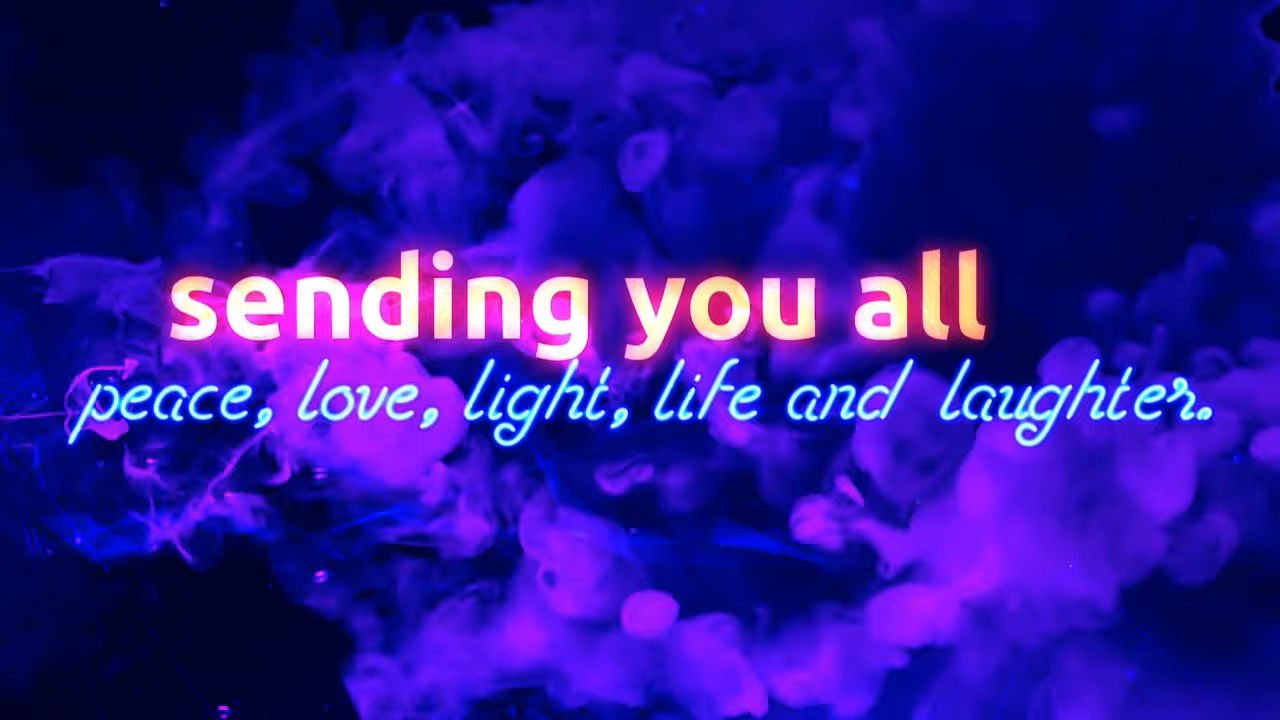 sending you all
peace, love, light, life and laughter.